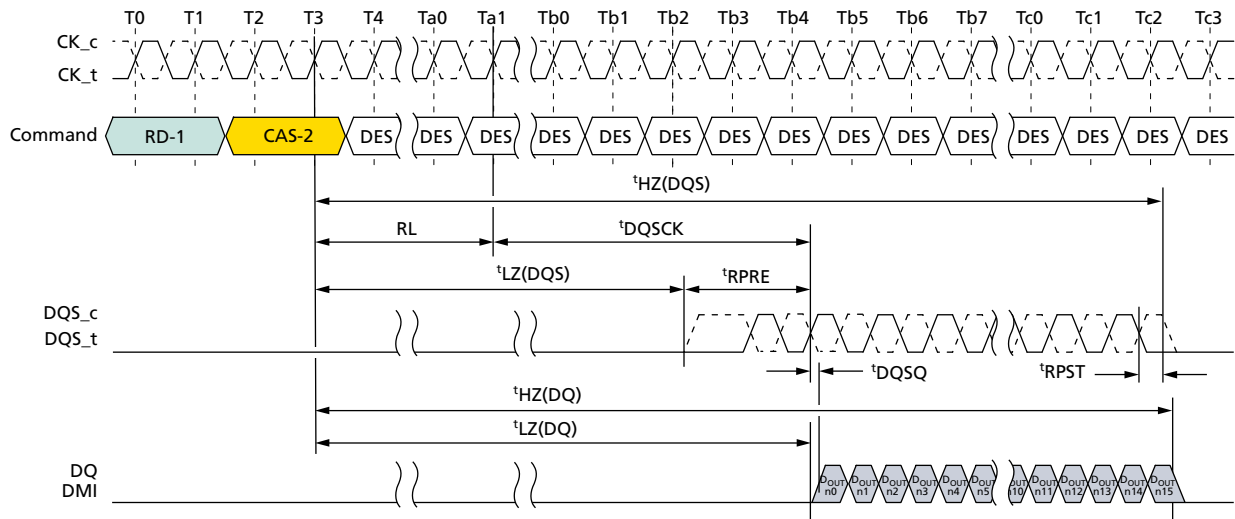 T0 T1 T2 T3 T4 Ta0 Ta1 Tb0 Tb1 Tb2 Tb3 Tb4 Tb5 Tb6 Tb7 Tc0 Tc1 Tc2 Tc3
CK_c
CK_t
Command RD-1 CAS-2 DES DES DES DES DES DES DES DES DES DES DES DES DES DES DES
tHZ(DQS)
RL tDQSCK
tLZ(DQS) tRPRE
DQS_c
DQS_t
tDQSQ tRPST
tHZ(DQ)
tLZ(DQ)
DQ
DMI
DOUT DOUT DOUT DOUT DOUT DOUT DOUT DOUT DOUT DOUT DOUT DOUT
n0 n1 n2 n3 n4 n5 n10 n11 n12 n13 n14 n15